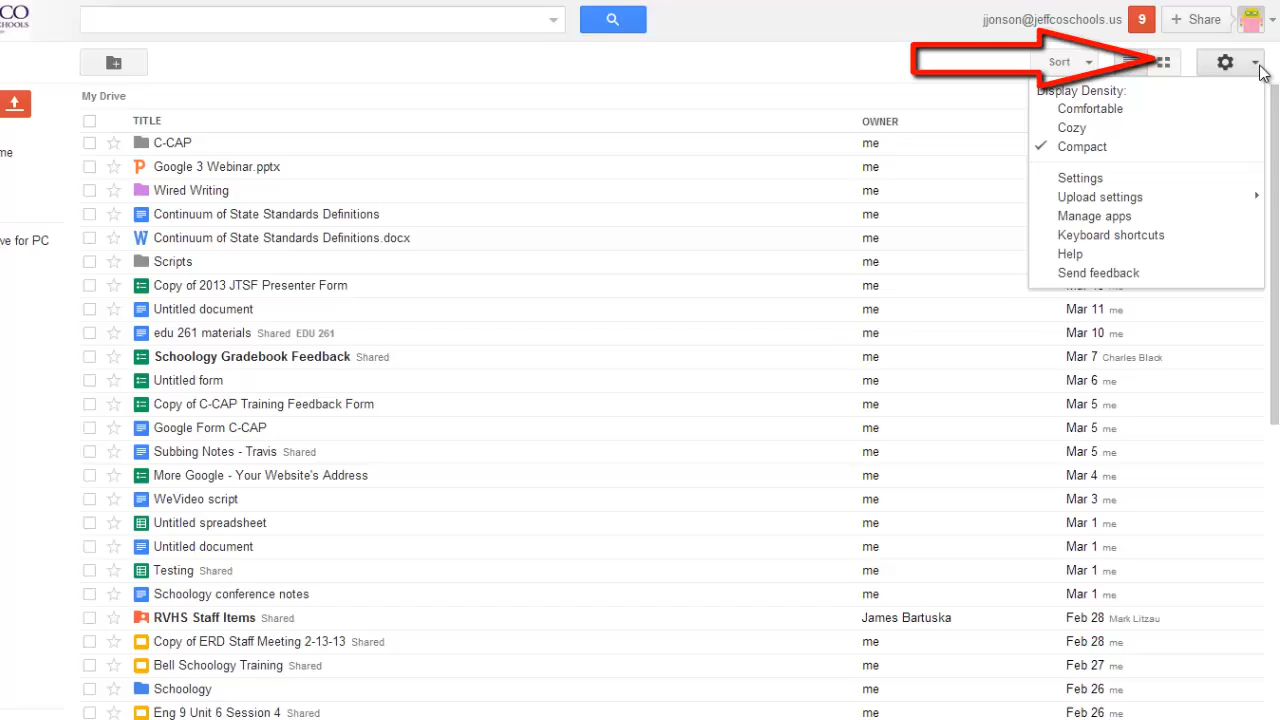 CO
CHOOLS
jjonson@jeffcoschools.us 9 + Share
Sort
Display Density:
Comfortable
Cozy
Compact
Settings
Upload settings
Manage apps
Keyboard shortcuts
Help
Send feedback
me
ve for PC
My Drive
TITLE OWNER
C-CAP me
Google 3 Webinar.pptx me
Wired Writing me
Continuum of State Standards Definitions me
Continuum of State Standards Definitions.docx me
Scripts me
Copy of 2013 JTSF Presenter Form me
Untitled document me Mar 11 me
edu 261 materials Shared EDU 261 me Mar 10 me
Schoology Gradebook Feedback Shared me Mar 7 Charles Black
Untitled form me Mar 6 me
Copy of C-CAP Training Feedback Form me Mar 5 me
Google Form C-CAP me Mar 5 me
Subbing Notes - Travis Shared me Mar 5 me
More Google - Your Website's Address me Mar 4 me
WeVideo script me Mar 3 me
Untitled spreadsheet me Mar 1 me
Untitled document me Mar 1 me
Testing Shared me Mar 1 me
Schoology conference notes me Mar 1 me
RVHS Staff Items Shared James Bartuska Feb 28 Mark Litzau
Copy of ERD Staff Meeting 2-13-13 Shared me Feb 28 me
Bell Schoology Training Shared me Feb 27 me
Schoology me Feb 26 me
Eng 9 Unit 6 Session 4 Shared me Feb 26 me